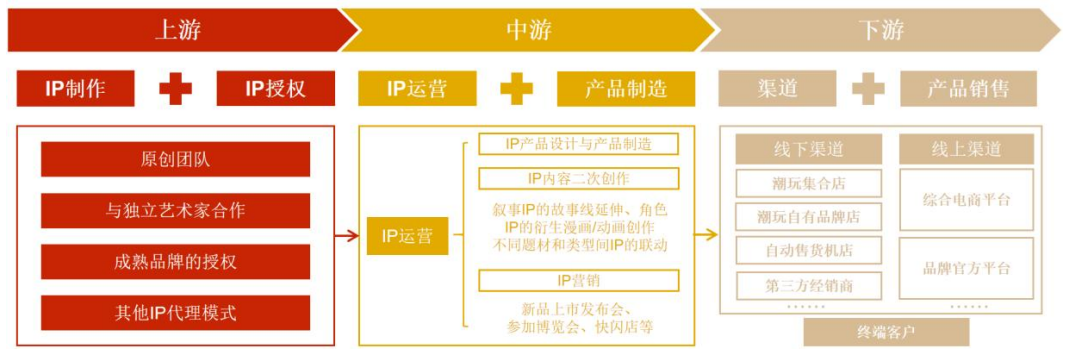 上游
中游
下游
IP制作
IP授权
IP运营
产品制造
渠道
产品销售
原创团队
与独立艺术家合作
成熟品牌的授权
其他IP代理模式
IP运营
IP产品设计与产品制造
IP内容二次创作
叙事IP的故事线延伸、角色
IP的衍生漫画/动画创作
不同题材和类型间IP的联动
IP营销
新品上市发布会、
参加博览会、快闪店等
线下渠道
潮玩集合店
潮玩自有品牌店
自动售货机店
第三方经销商
……
线上渠道
综合电商平台
品牌官方平台
……
终端客户